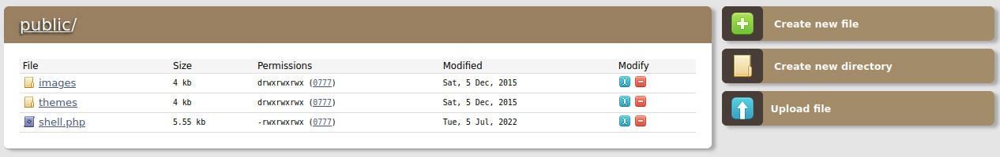 public/
File Size Permissions Modified Modify
images 4 kb drwxrwxrwx (0777) Sat, 5 Dec, 2015
themes 4 kb drwxrwxrwx (0777) Sat, 5 Dec, 2015
shell.php 5.55 kb -rwxrwxrwx (0777) Tue, 5 Jul, 2022
Create new file
Create new directory
Upload file